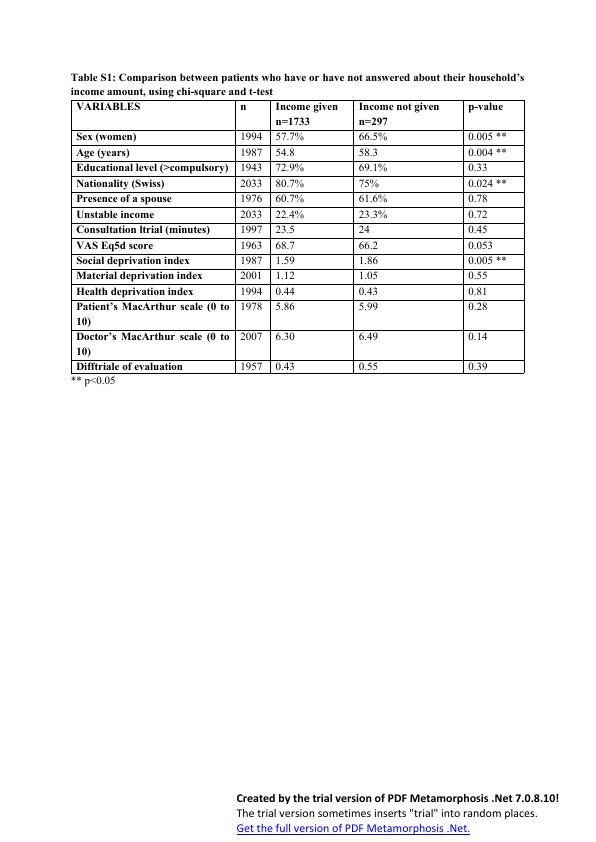 Table S1: Comparison between patients who have or have not answered about their household's
income amount, using chi-square and t-test
VARIABLES n Income given Income not given p-value
n=1733 n=297
Sex (women) 1994 57.7% 66.5% 0.005 **
Age (years) 1987 54.8 58.3 0.004 **
Educational level (>compulsory) 1943 72.9% 69.1% 0.33
Nationality (Swiss) 2033 80.7% 75% 0.024 **
Presence of a spouse 1976 60.7% 61.6% 0.78
Unstable income 2033 22.4% 23.3% 0.72
Consultation ltrial (minutes) 1997 23.5 24 0.45
VAS Eq5d score 1963 68.7 66.2 0.053
Social deprivation index 1987 1.59 1.86 0.005 **
Material deprivation index 2001 1.12 1.05 0.55
Health deprivation index 1994 0.44 0.43 0.81
Patient's MacArthur scale (0 to 1978 5.86 5.99 0.28
10)
Doctor's MacArthur scale (0 to 2007 6.30 6.49 0.14
10)
Difftriale of evaluation 1957 0.43 0.55 0.39
** p<0.05
Created by the trial version of PDF Metamorphosis .Net 7.0.8.10!
The trial version sometimes inserts "trial" into random places.
Get the full version of PDF Metamorphosis .Net.